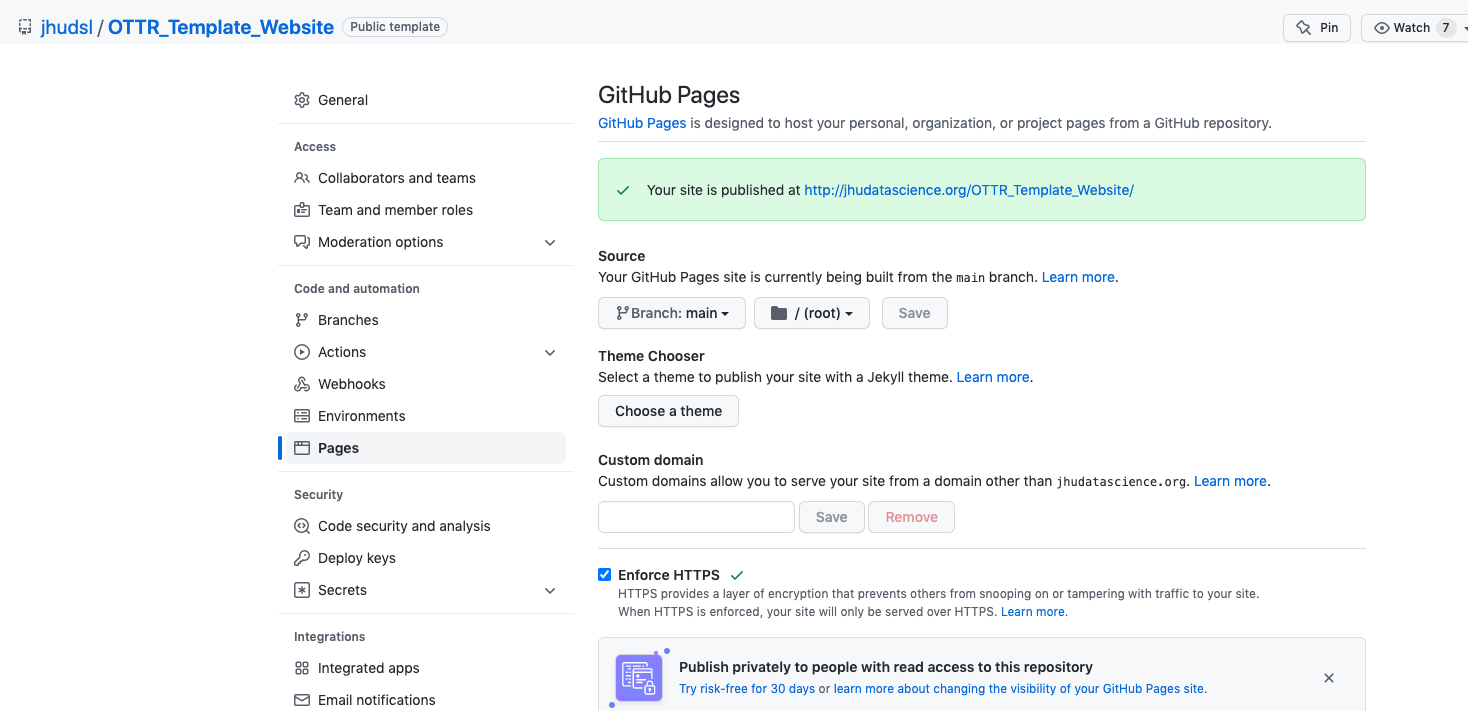 jhudsl / OTTR_Template_Website Public template
Pin
Watch 7
General
Access
Collaborators and teams
Team and member roles
Moderation options
Code and automation
Branches
Actions
Webhooks
Environments
Pages
Security
Code security and analysis
Deploy keys
Secrets
Integrations
Integrated apps
Email notifications
GitHub Pages
GitHub Pages is designed to host your personal, organization, or project pages from a GitHub repository.
Your site is published at http://jhudatascience.org/OTTR_Template_Website/
Source
Your GitHub Pages site is currently being built from the main branch. Learn more.
Branch: main / (root) Save
Theme Chooser
Select a theme to publish your site with a Jekyll theme. Learn more.
Choose a theme
Custom domain
Custom domains allow you to serve your site from a domain other than jhudatascience.org. Learn more.
Save Remove
Enforce HTTPS
HTTPS provides a layer of encryption that prevents others from snooping on or tampering with traffic to your site.
When HTTPS is enforced, your site will only be served over HTTPS. Learn more.
Publish privately to people with read access to this repository
Try risk-free for 30 days or learn more about changing the visibility of your GitHub Pages site.